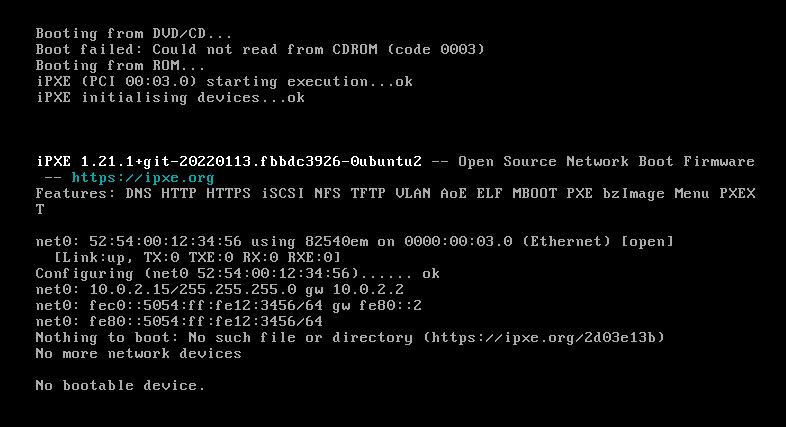 Booting from DVD/CD...
Boot failed: Could not read from CDROM (code 0003)
Booting from ROM...
iPXE (PCI 00:03.0) starting execution...ok
iPXE initialising devices...ok
iPXE 1.21.1+git-20220113.fbbdc3926-0ubuntu2 -- Open Source Network Boot Firmware
-- https://ipxe.org
Features: DNS HTTP HTTPS iSCSI NFS TFTP VLAN AoE ELF MBOOT PXE bzImage Menu PXEX
T
net0: 52:54:00:12:34:56 using 82540em on 0000:00:03.0 (Ethernet) [open]
[Link:up, TX:0 TXE:0 RX:0 RXE:0]
Configuring (net0 52:54:00:12:34:56)...... ok
net0: 10.0.2.15/255.255.255.0 gw 10.0.2.2
net0: fec0::5054:ff:fe12:3456/64 gw fe80::2
net0: fe80::5054:ff:fe12:3456/64
Nothing to boot: No such file or directory (https://ipxe.org/2d03e13b)
No more network devices
No bootable device.